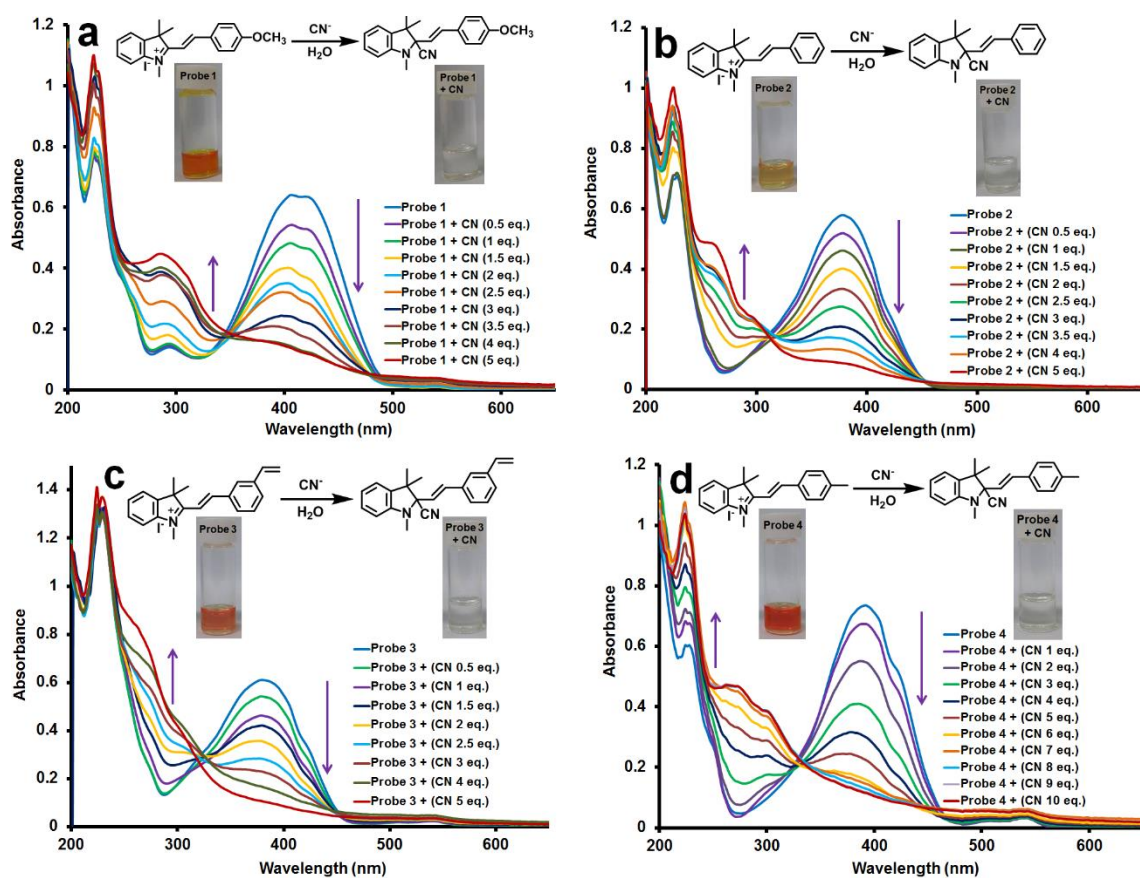 a
OCH3
CN-
H2O
OCH3
N+
I-
N
CN
Probe 1
Probe 1
+ CN
Absorbance
1.2
1
0.8
0.6
0.4
0.2
0
200
300
400
500
600
Wavelength (nm)
Probe 1
Probe 1 + CN (0.5 eq.)
Probe 1 + CN (1 eq.)
Probe 1 + CN (1.5 eq.)
Probe 1 + CN (2 eq.)
Probe 1 + CN (2.5 eq.)
Probe 1 + CN (3 eq.)
Probe 1 + CN (3.5 eq.)
Probe 1 + CN (4 eq.)
Probe 1 + CN (5 eq.)
b
CN-
H2O
N+
I-
N
CN
Probe 2
Probe 2
+ CN
Absorbance
1.2
1
0.8
0.6
0.4
0.2
0
200
300
400
500
600
Wavelength (nm)
Probe 2
Probe 2 + (CN 0.5 eq.)
Probe 2 + (CN 1 eq.)
Probe 2 + (CN 1.5 eq.)
Probe 2 + (CN 2 eq.)
Probe 2 + (CN 2.5 eq.)
Probe 2 + (CN 3 eq.)
Probe 2 + (CN 3.5 eq.)
Probe 2 + (CN 4 eq.)
Probe 2 + (CN 5 eq.)
c
CN-
H2O
N+
I-
N
CN
Probe 3
Probe 3
+ CN
Absorbance
1.4
1.2
1
0.8
0.6
0.4
0.2
0
200
300
400
500
600
Wavelength (nm)
Probe 3
Probe 3 + (CN 0.5 eq.)
Probe 3 + (CN 1 eq.)
Probe 3 + (CN 1.5 eq.)
Probe 3 + (CN 2 eq.)
Probe 3 + (CN 2.5 eq.)
Probe 3 + (CN 3 eq.)
Probe 3 + (CN 4 eq.)
Probe 3 + (CN 5 eq.)
d
CN-
H2O
N+
I-
N
CN
Probe 4
Probe 4
+ CN
Absorbance
1.2
1
0.8
0.6
0.4
0.2
0
200
300
400
500
600
Wavelength (nm)
Probe 4
Probe 4 + (CN 1 eq.)
Probe 4 + (CN 2 eq.)
Probe 4 + (CN 3 eq.)
Probe 4 + (CN 4 eq.)
Probe 4 + (CN 5 eq.)
Probe 4 + (CN 6 eq.)
Probe 4 + (CN 7 eq.)
Probe 4 + (CN 8 eq.)
Probe 4 + (CN 9 eq.)
Probe 4 + (CN 10 eq.)